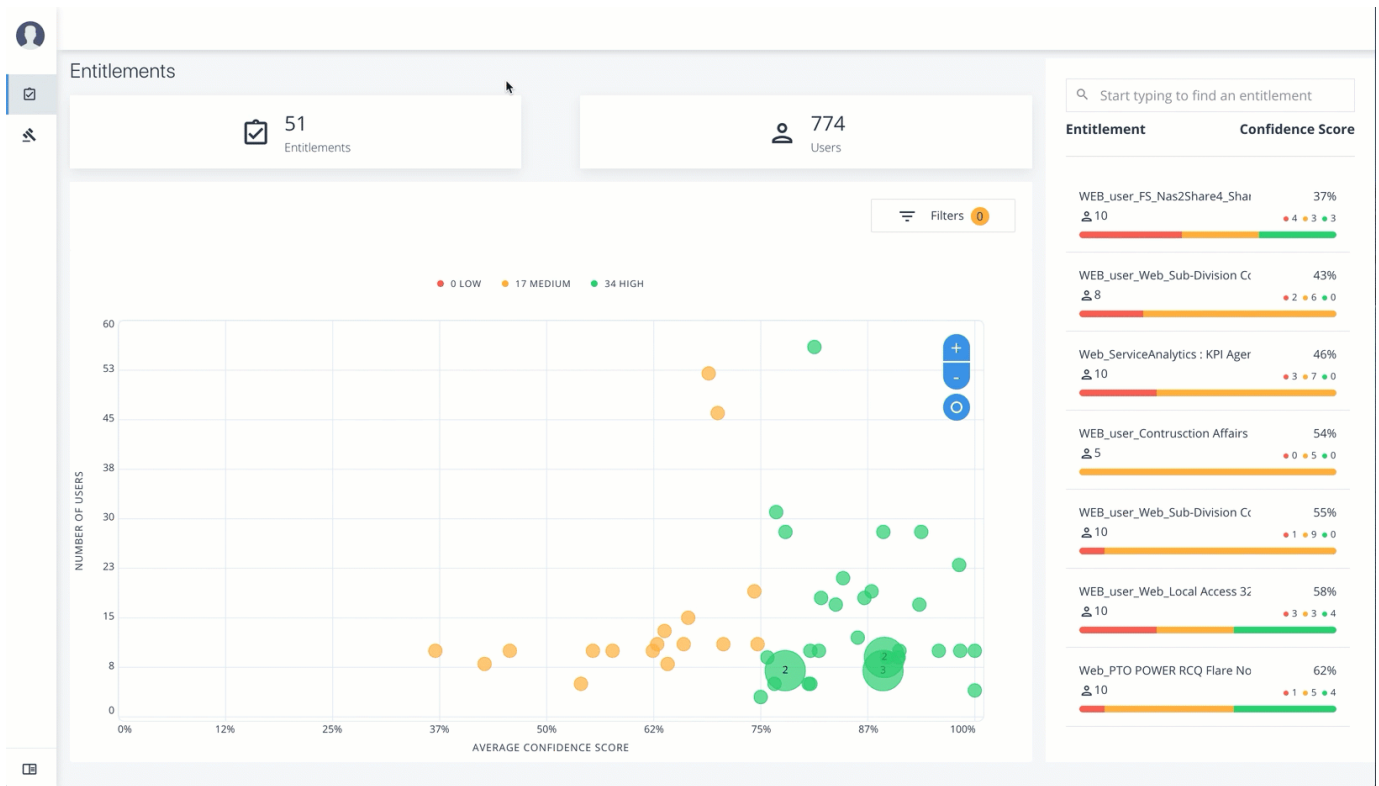 Entitlements
51
Entitlements
774
Users
Filters 0
0 LOW 17 MEDIUM 34 HIGH
60
53
45
38
30
23
15
8
0
NUMBER OF USERS
+
-
2
2
3
0% 12% 25% 37% 50% 62% 75% 87% 100%
AVERAGE CONFIDENCE SCORE
Start typing to find an entitlement
Entitlement Confidence Score
WEB_user_FS_Nas2Share4_Shar 37%
10 4 3 3
WEB_user_Web_Sub-Division Co 43%
8 2 6 0
Web_ServiceAnalytics : KPI Ager 46%
10 3 7 0
WEB_user_Contrusction Affairs 54%
5 0 5 0
WEB_user_Web_Sub-Division Co 55%
10 1 9 0
WEB_user_Web_Local Access 32 58%
10 3 3 4
Web_PTO POWER RCQ Flare No 62%
10 1 5 4